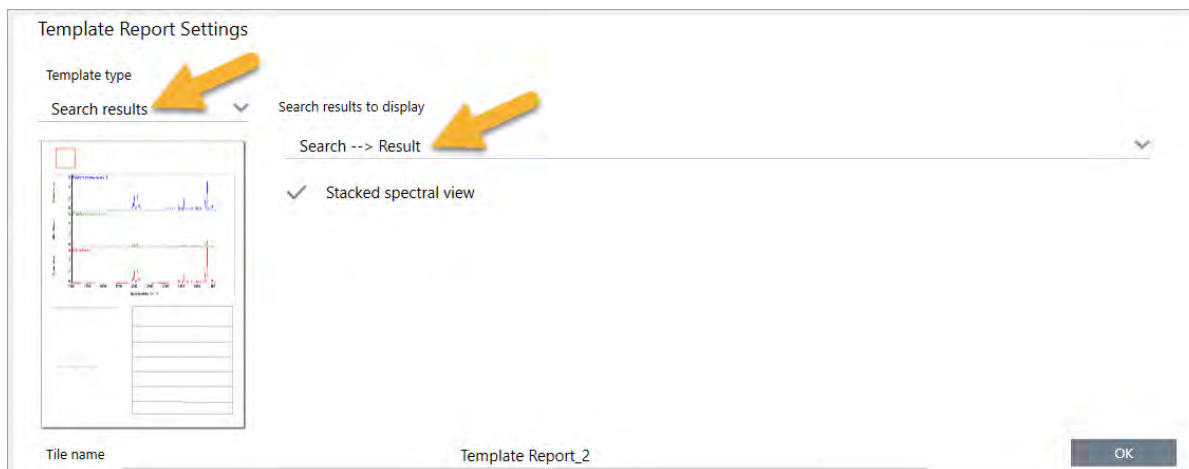 Template Report Settings
Template type
Search results
Search results to display
Search --> Result
Stacked spectral view
Tile name
Template Report_2
OK